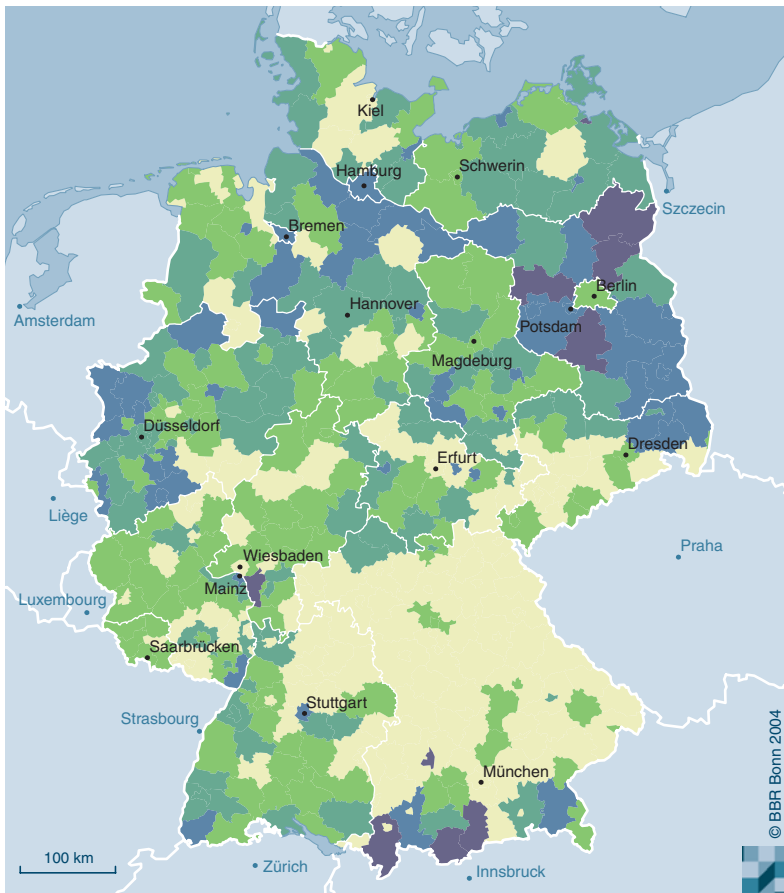 Kiel
Hamburg
Schwerin
Szczecin
Bremen
Berlin
Amsterdam
Hannover
Potsdam
Magdeburg
Düsseldorf
Erfurt
Dresden
Liège
Praha
Wiesbaden
Mainz
Luxembourg
Saarbrücken
Stuttgart
Strasbourg
München
© BBR Bonn 2004
100 km
Zürich
Innsbruck